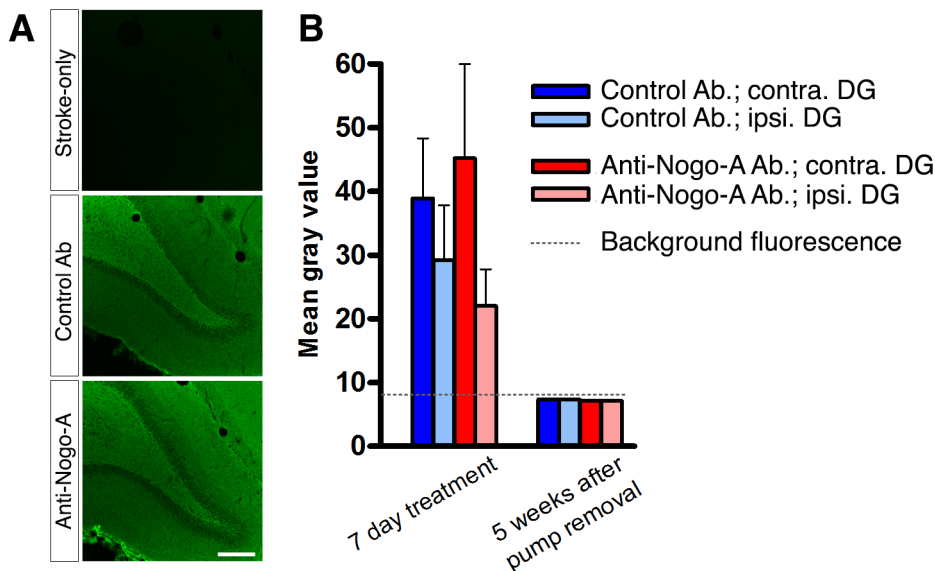 A
Stroke-only
Control Ab
Anti-Nogo-A
B
Mean gray value
60
50
40
30
20
10
0
7 day treatment
5 weeks after
pump removal
Control Ab.; contra. DG
Control Ab.; ipsi. DG
Anti-Nogo-A Ab.; contra. DG
Anti-Nogo-A Ab.; ipsi. DG
Background fluorescence